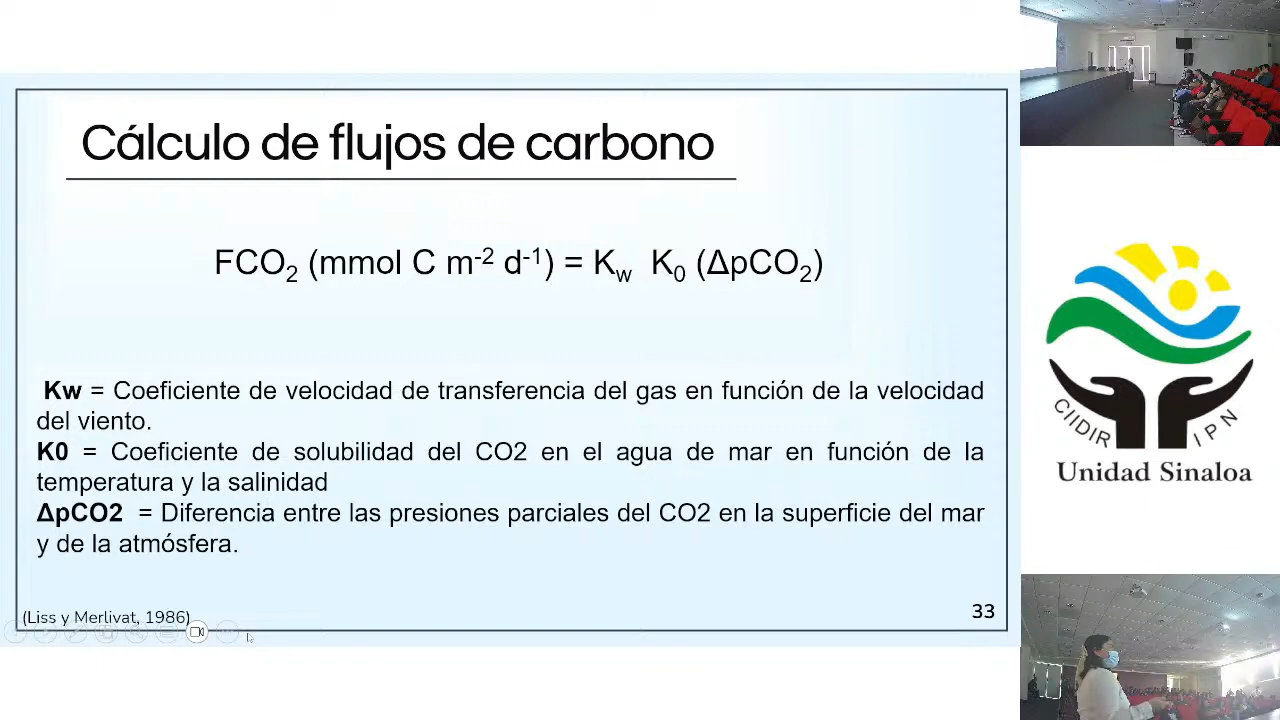 Cálculo de flujos de carbono
FCO₂ (mmol C m⁻² d⁻¹) = K_w K₀ (ΔpCO₂)
Kw = Coeficiente de velocidad de transferencia del gas en función de la velocidad
del viento.
K0 = Coeficiente de solubilidad del CO2 en el agua de mar en función de la
temperatura y la salinidad
ΔpCO2 = Diferencia entre las presiones parciales del CO2 en la superficie del mar
y de la atmósfera.
(Liss y Merlivat, 1986)
33
CIIDIR IPN
Unidad Sinaloa